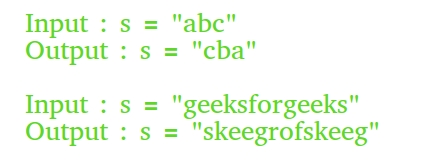 Input : s = "abc"
Output : s = "cba"
Input : s = "geeksforgeeks"
Output : s = "skeegrofskeeg"